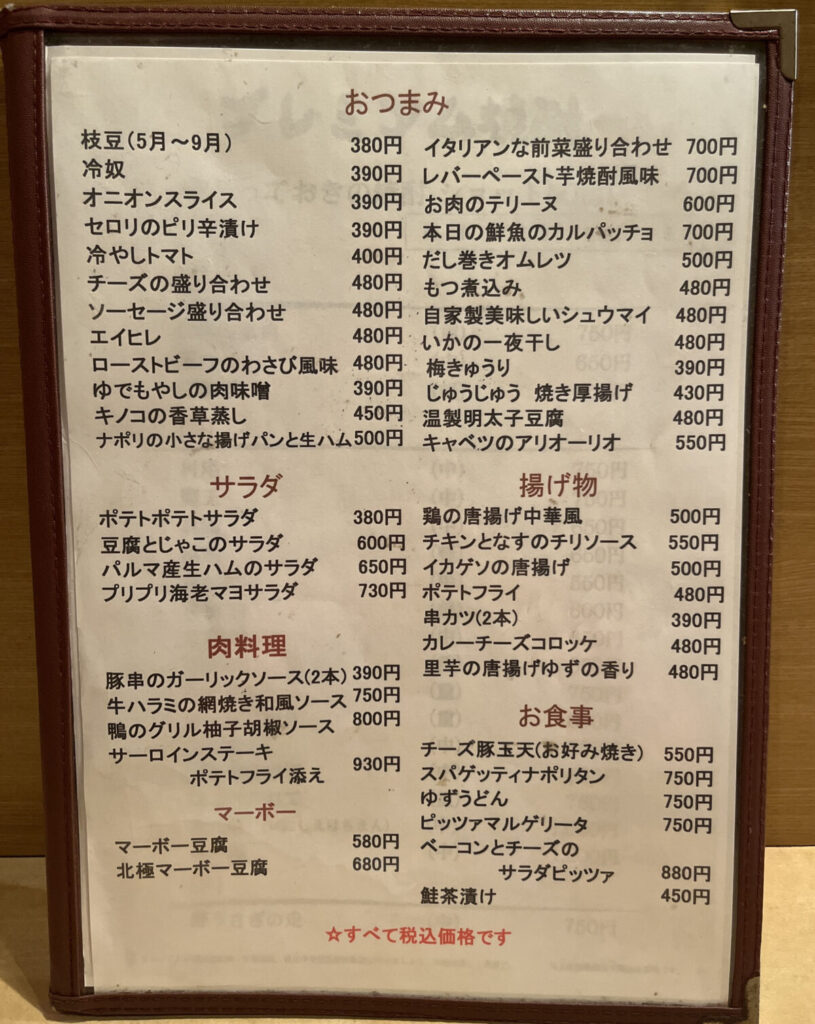 おつまみ
枝豆(5月～9月) 380円
冷奴 390円
オニオンスライス 390円
セロリのピリ辛漬け 390円
冷やしトマト 400円
チーズの盛り合わせ 480円
ソーセージ盛り合わせ 480円
エイヒレ 480円
ローストビーフのわさび風味 480円
ゆでもやしの肉味噌 390円
キノコの香草蒸し 450円
ナポリの小さな揚げパンと生ハム 500円
イタリアンな前菜盛り合わせ 700円
レバーペースト芋焼酎風味 700円
お肉のテリーヌ 600円
本日の鮮魚のカルパッチョ 700円
だし巻きオムレツ 500円
もつ煮込み 480円
自家製美味しいシュウマイ 480円
いかの一夜干し 480円
梅きゅうり 390円
じゅうじゅう 焼き厚揚げ 430円
温製明太子豆腐 480円
キャベツのアリオーリオ 550円
サラダ
ポテトポテトサラダ 380円
豆腐とじゃこのサラダ 600円
パルマ産生ハムのサラダ 650円
プリプリ海老マヨサラダ 730円
肉料理
豚串のガーリックソース(2本) 390円
牛ハラミの網焼き和風ソース 750円
鴨のグリル柚子胡椒ソース 800円
サーロインステーキ
ポテトフライ添え 930円
マーボー
マーボー豆腐 580円
北極マーボー豆腐 680円
揚げ物
鶏の唐揚げ中華風 500円
チキンとなすのチリソース 550円
イカゲソの唐揚げ 500円
ポテトフライ 480円
串カツ(2本) 390円
カレーチーズコロッケ 480円
里芋の唐揚げゆずの香り 480円
お食事
チーズ豚玉天(お好み焼き) 550円
スパゲッティナポリタン 750円
ゆずうどん 750円
ピッツァマルゲリータ 750円
ベーコンとチーズの
サラダピッツァ 880円
鮭茶漬け 450円
☆すべて税込価格です